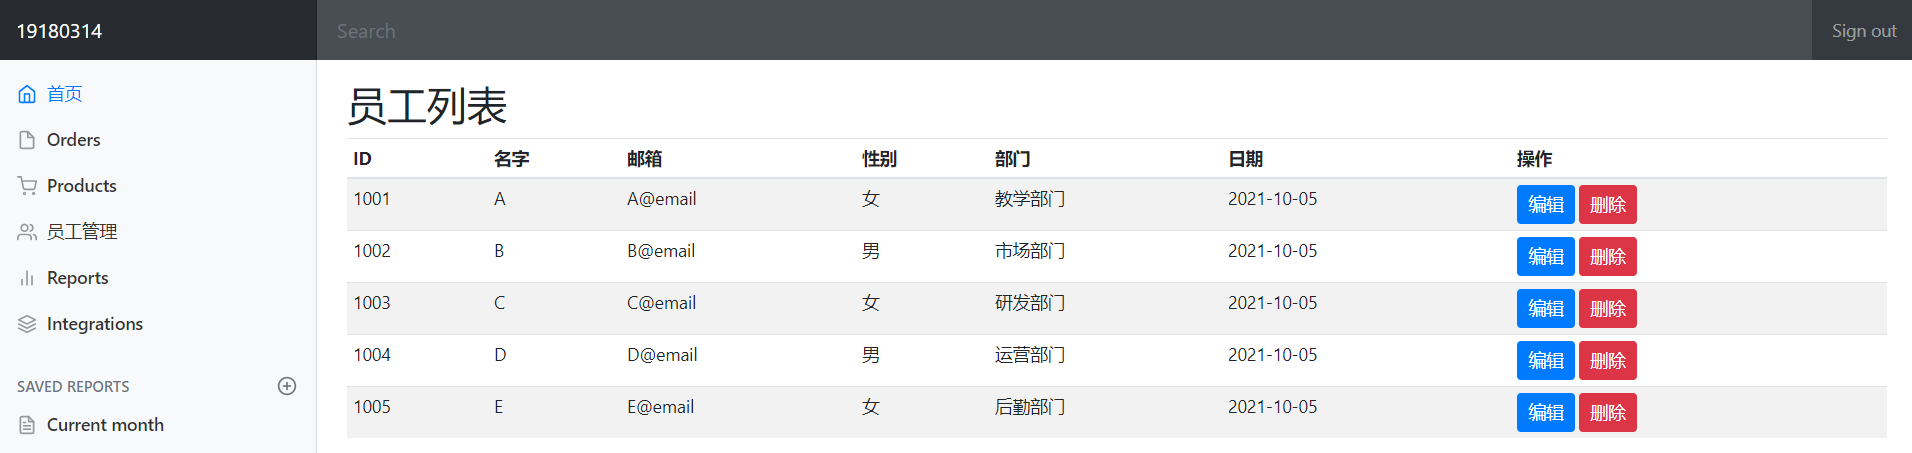 19180314 Search Sign out
首页
Orders
Products
员工管理
Reports
Integrations
SAVED REPORTS
Current month
员工列表
ID 名字 邮箱 性别 部门 日期 操作
1001 A A@email 女 教学部门 2021-10-05 编辑 删除
1002 B B@email 男 市场部门 2021-10-05 编辑 删除
1003 C C@email 女 研发部门 2021-10-05 编辑 删除
1004 D D@email 男 运营部门 2021-10-05 编辑 删除
1005 E E@email 女 后勤部门 2021-10-05 编辑 删除